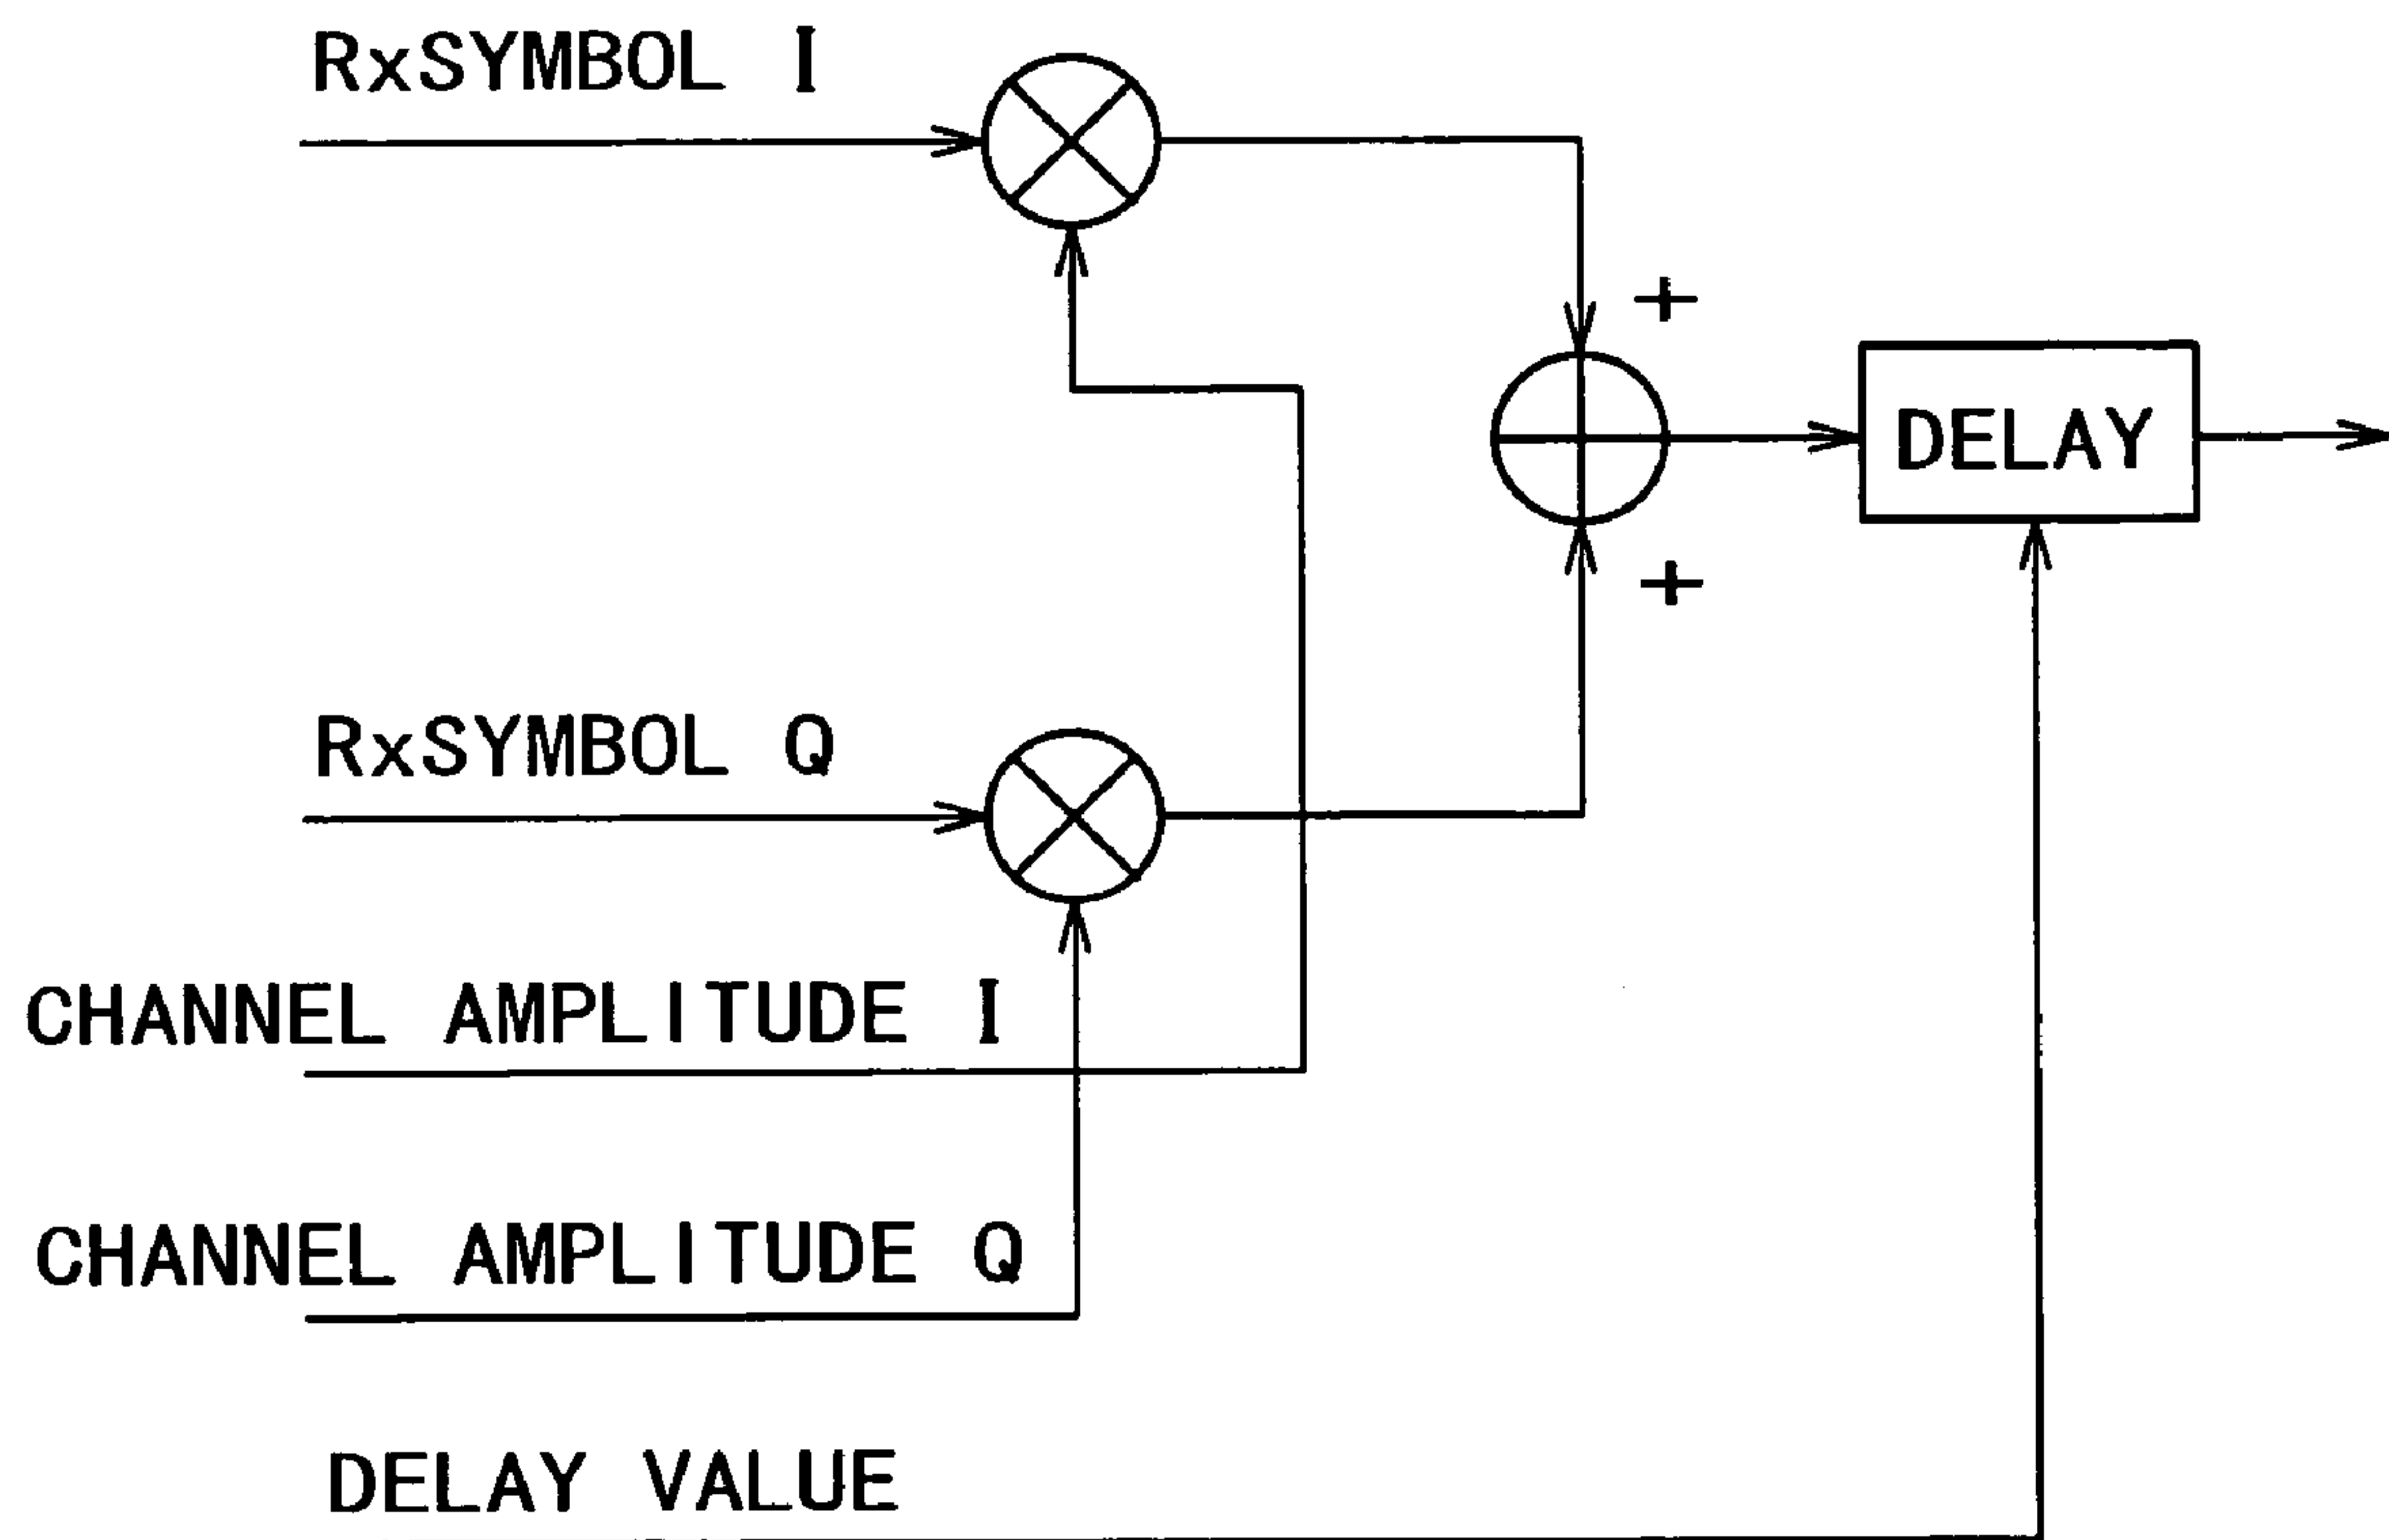 RxSYMBOL I
+
DELAY
+
RxSYMBOL Q
CHANNEL AMPLITUDE I
CHANNEL AMPLITUDE Q
DELAY VALUE